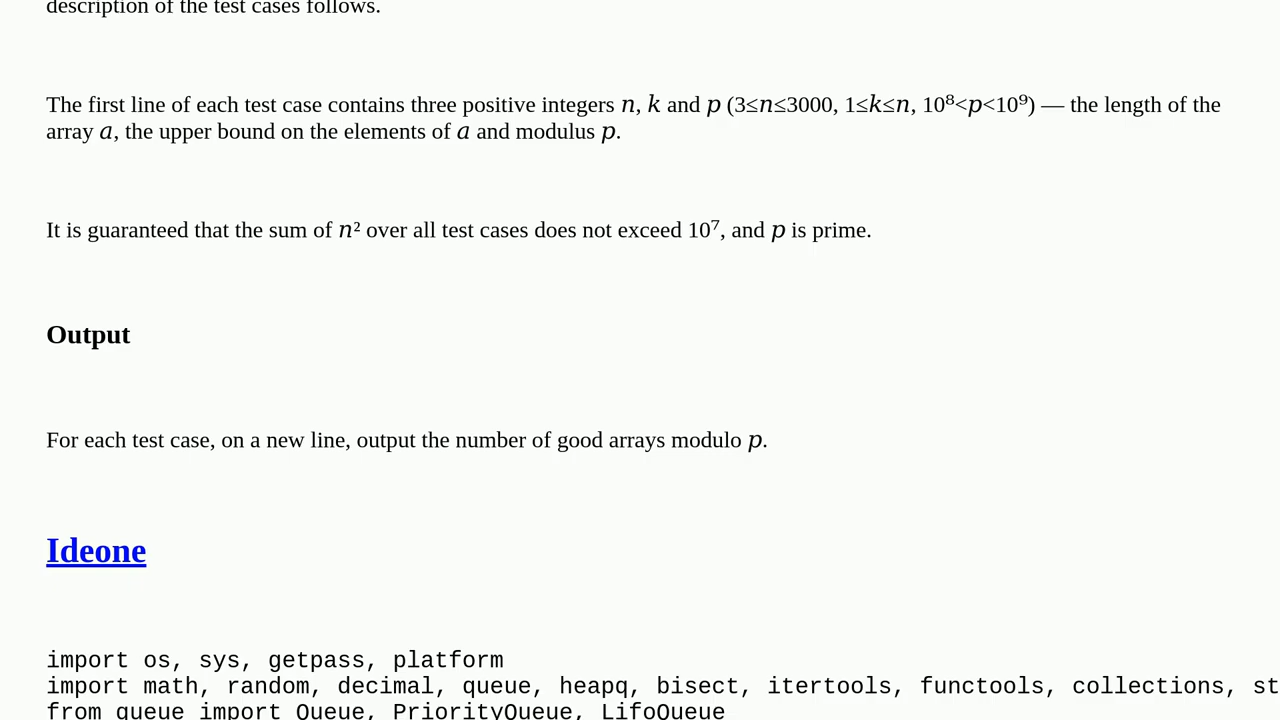 description of the test cases follows.
The first line of each test case contains three positive integers 𝑛, 𝑘 and 𝑝 (3≤𝑛≤3000, 1≤𝑘≤𝑛, 10⁸<𝑝<10⁹) — the length of the
array 𝑎, the upper bound on the elements of 𝑎 and modulus 𝑝.
It is guaranteed that the sum of 𝑛² over all test cases does not exceed 10⁷, and 𝑝 is prime.
Output
For each test case, on a new line, output the number of good arrays modulo 𝑝.
Ideone
import os, sys, getpass, platform
import math, random, decimal, queue, heapq, bisect, itertools, functools, collections, st
from queue import Queue, PriorityQueue, LifoQueue